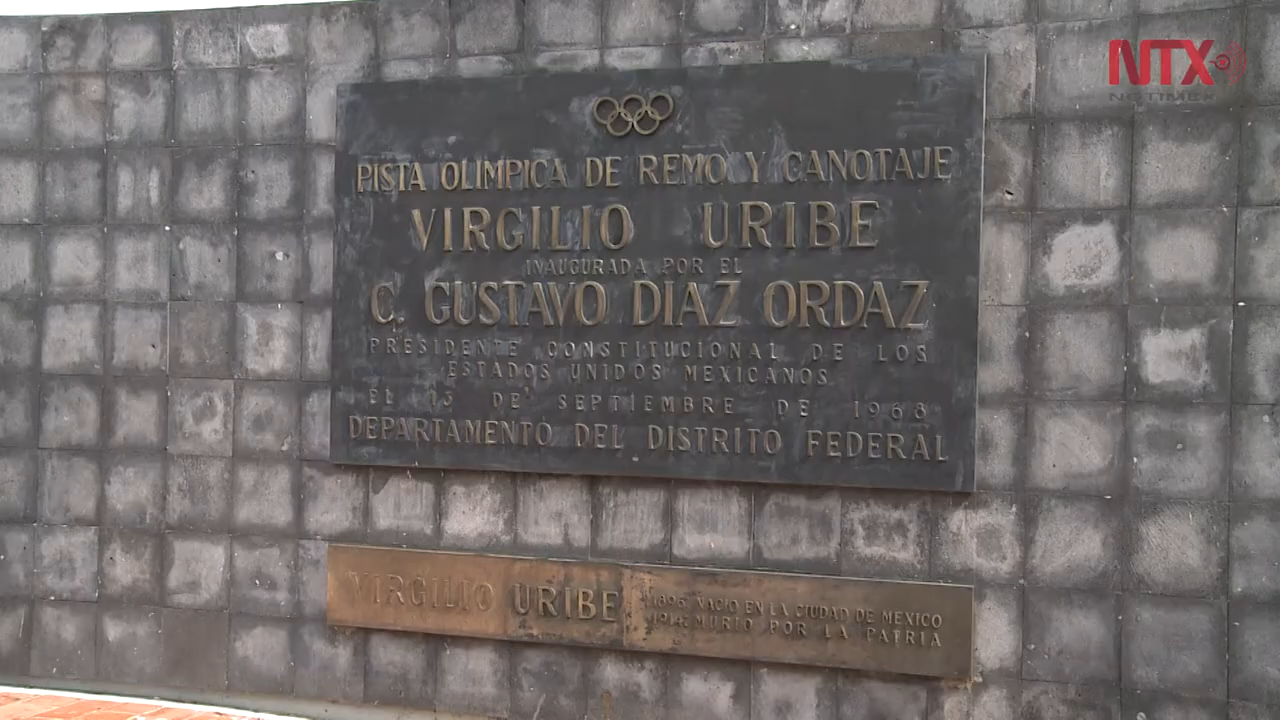 NTX
NOTIMEX
PISTA OLIMPICA DE REMO Y CANOTAJE
VIRGILIO URIBE
INAUGURADA POR EL
C. GUSTAVO DIAZ ORDAZ
PRESIDENTE CONSTITUCIONAL DE LOS
ESTADOS UNIDOS MEXICANOS
EL 15 DE SEPTIEMBRE DE 1968
DEPARTAMENTO DEL DISTRITO FEDERAL
VIRGILIO URIBE
1896. NACIO EN LA CIUDAD DE MEXICO
1914. MURIO POR LA PATRIA